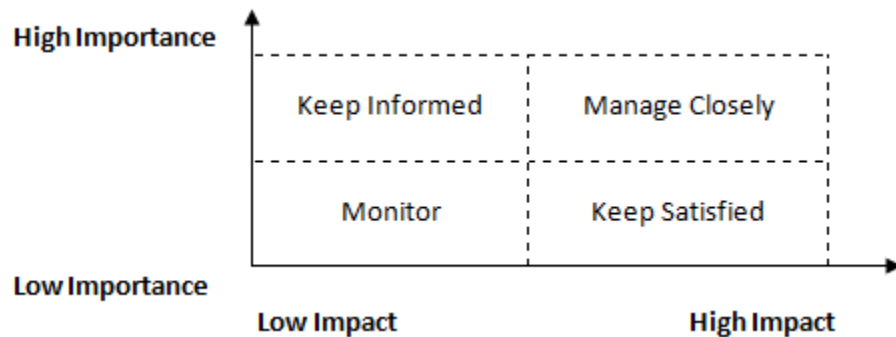 High Importance
Keep Informed
Manage Closely
Monitor
Keep Satisfied
Low Importance
Low Impact
High Impact